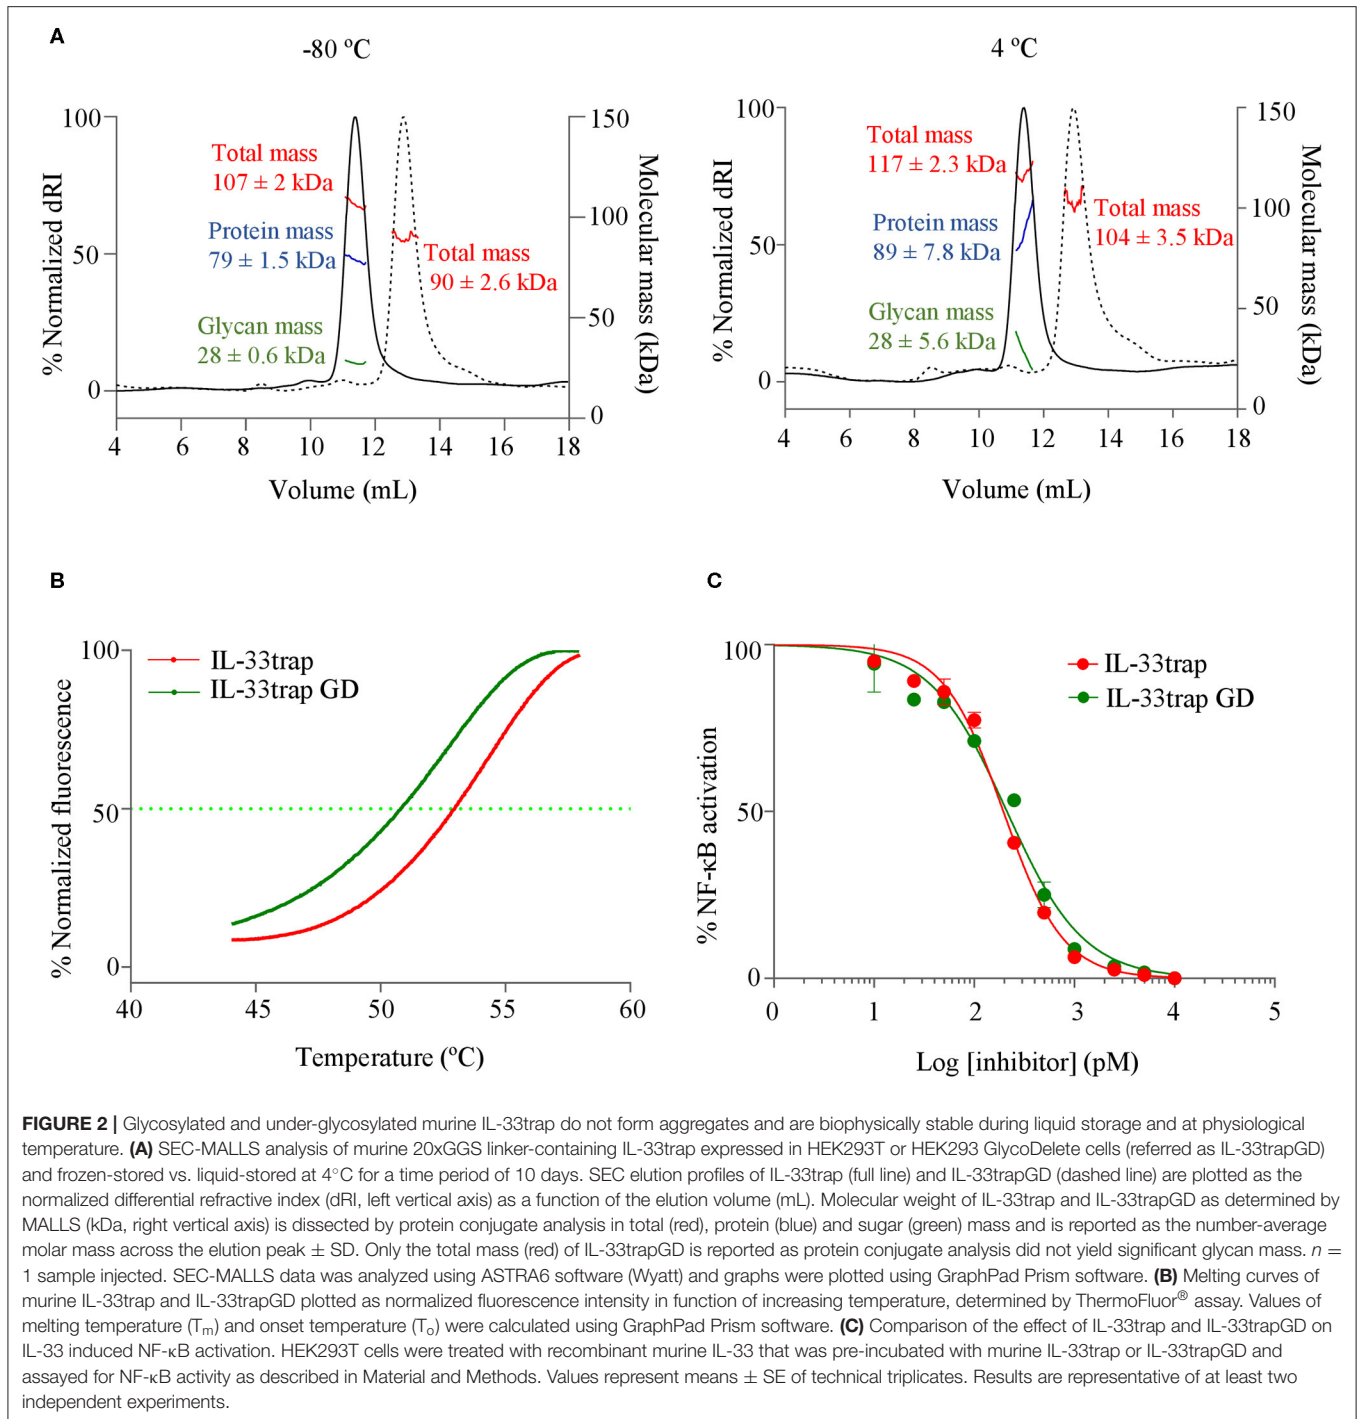 A
-80 ºC
4 ºC
100
50
0
% Normalized dRI
150
100
50
0
Molecular mass (kDa)
Total mass
107 ± 2 kDa
Protein mass
79 ± 1.5 kDa
Glycan mass
28 ± 0.6 kDa
Total mass
90 ± 2.6 kDa
4 6 8 10 12 14 16 18
Volume (mL)
100
50
0
% Normalized dRI
150
100
50
0
Molecular mass (kDa)
Total mass
117 ± 2.3 kDa
Protein mass
89 ± 7.8 kDa
Glycan mass
28 ± 5.6 kDa
Total mass
104 ± 3.5 kDa
4 6 8 10 12 14 16 18
Volume (mL)
B
100
50
0
% Normalized fluorescence
IL-33trap
IL-33trap GD
40 45 50 55 60
Temperature (ºC)
C
100
50
0
% NF-κB activation
IL-33trap
IL-33trap GD
0 1 2 3 4 5
Log [inhibitor] (pM)
FIGURE 2 | Glycosylated and under-glycosylated murine IL-33trap do not form aggregates and are biophysically stable during liquid storage and at physiological
temperature. (A) SEC-MALLS analysis of murine 20xGGS linker-containing IL-33trap expressed in HEK293T or HEK293 GlycoDelete cells (referred as IL-33trapGD)
and frozen-stored vs. liquid-stored at 4°C for a time period of 10 days. SEC elution profiles of IL-33trap (full line) and IL-33trapGD (dashed line) are plotted as the
normalized differential refractive index (dRI, left vertical axis) as a function of the elution volume (mL). Molecular weight of IL-33trap and IL-33trapGD as determined by
MALLS (kDa, right vertical axis) is dissected by protein conjugate analysis in total (red), protein (blue) and sugar (green) mass and is reported as the number-average
molar mass across the elution peak ± SD. Only the total mass (red) of IL-33trapGD is reported as protein conjugate analysis did not yield significant glycan mass. n =
1 sample injected. SEC-MALLS data was analyzed using ASTRA6 software (Wyatt) and graphs were plotted using GraphPad Prism software. (B) Melting curves of
murine IL-33trap and IL-33trapGD plotted as normalized fluorescence intensity in function of increasing temperature, determined by ThermoFluor® assay. Values of
melting temperature (Tm) and onset temperature (To) were calculated using GraphPad Prism software. (C) Comparison of the effect of IL-33trap and IL-33trapGD on
IL-33 induced NF-κB activation. HEK293T cells were treated with recombinant murine IL-33 that was pre-incubated with murine IL-33trap or IL-33trapGD and
assayed for NF-κB activity as described in Material and Methods. Values represent means ± SE of technical triplicates. Results are representative of at least two
independent experiments.